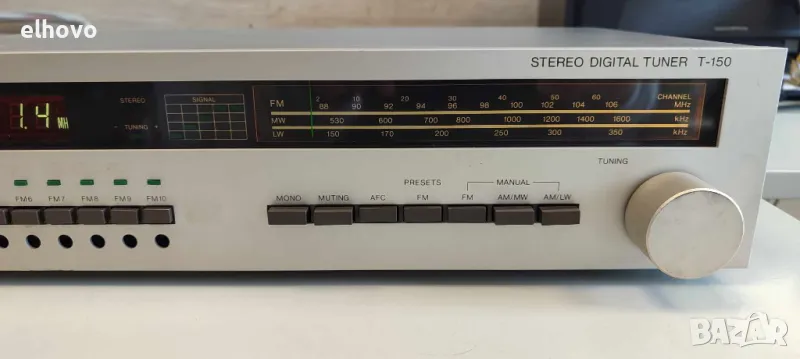 elhovo
STEREO DIGITAL TUNER T-150
1.4 MH
STEREO
SIGNAL
- TUNING +
2 10 20 30 40 50 60 CHANNEL
FM 88 90 92 94 96 98 100 102 104 106 MHz
MW 530 600 700 800 1000 1200 1400 1600 kHz
LW 150 170 200 250 300 350 kHz
TUNING
PRESETS MANUAL
FM6 FM7 FM8 FM9 FM10
MONO MUTING AFC FM FM AM/MW AM/LW
BAZAR